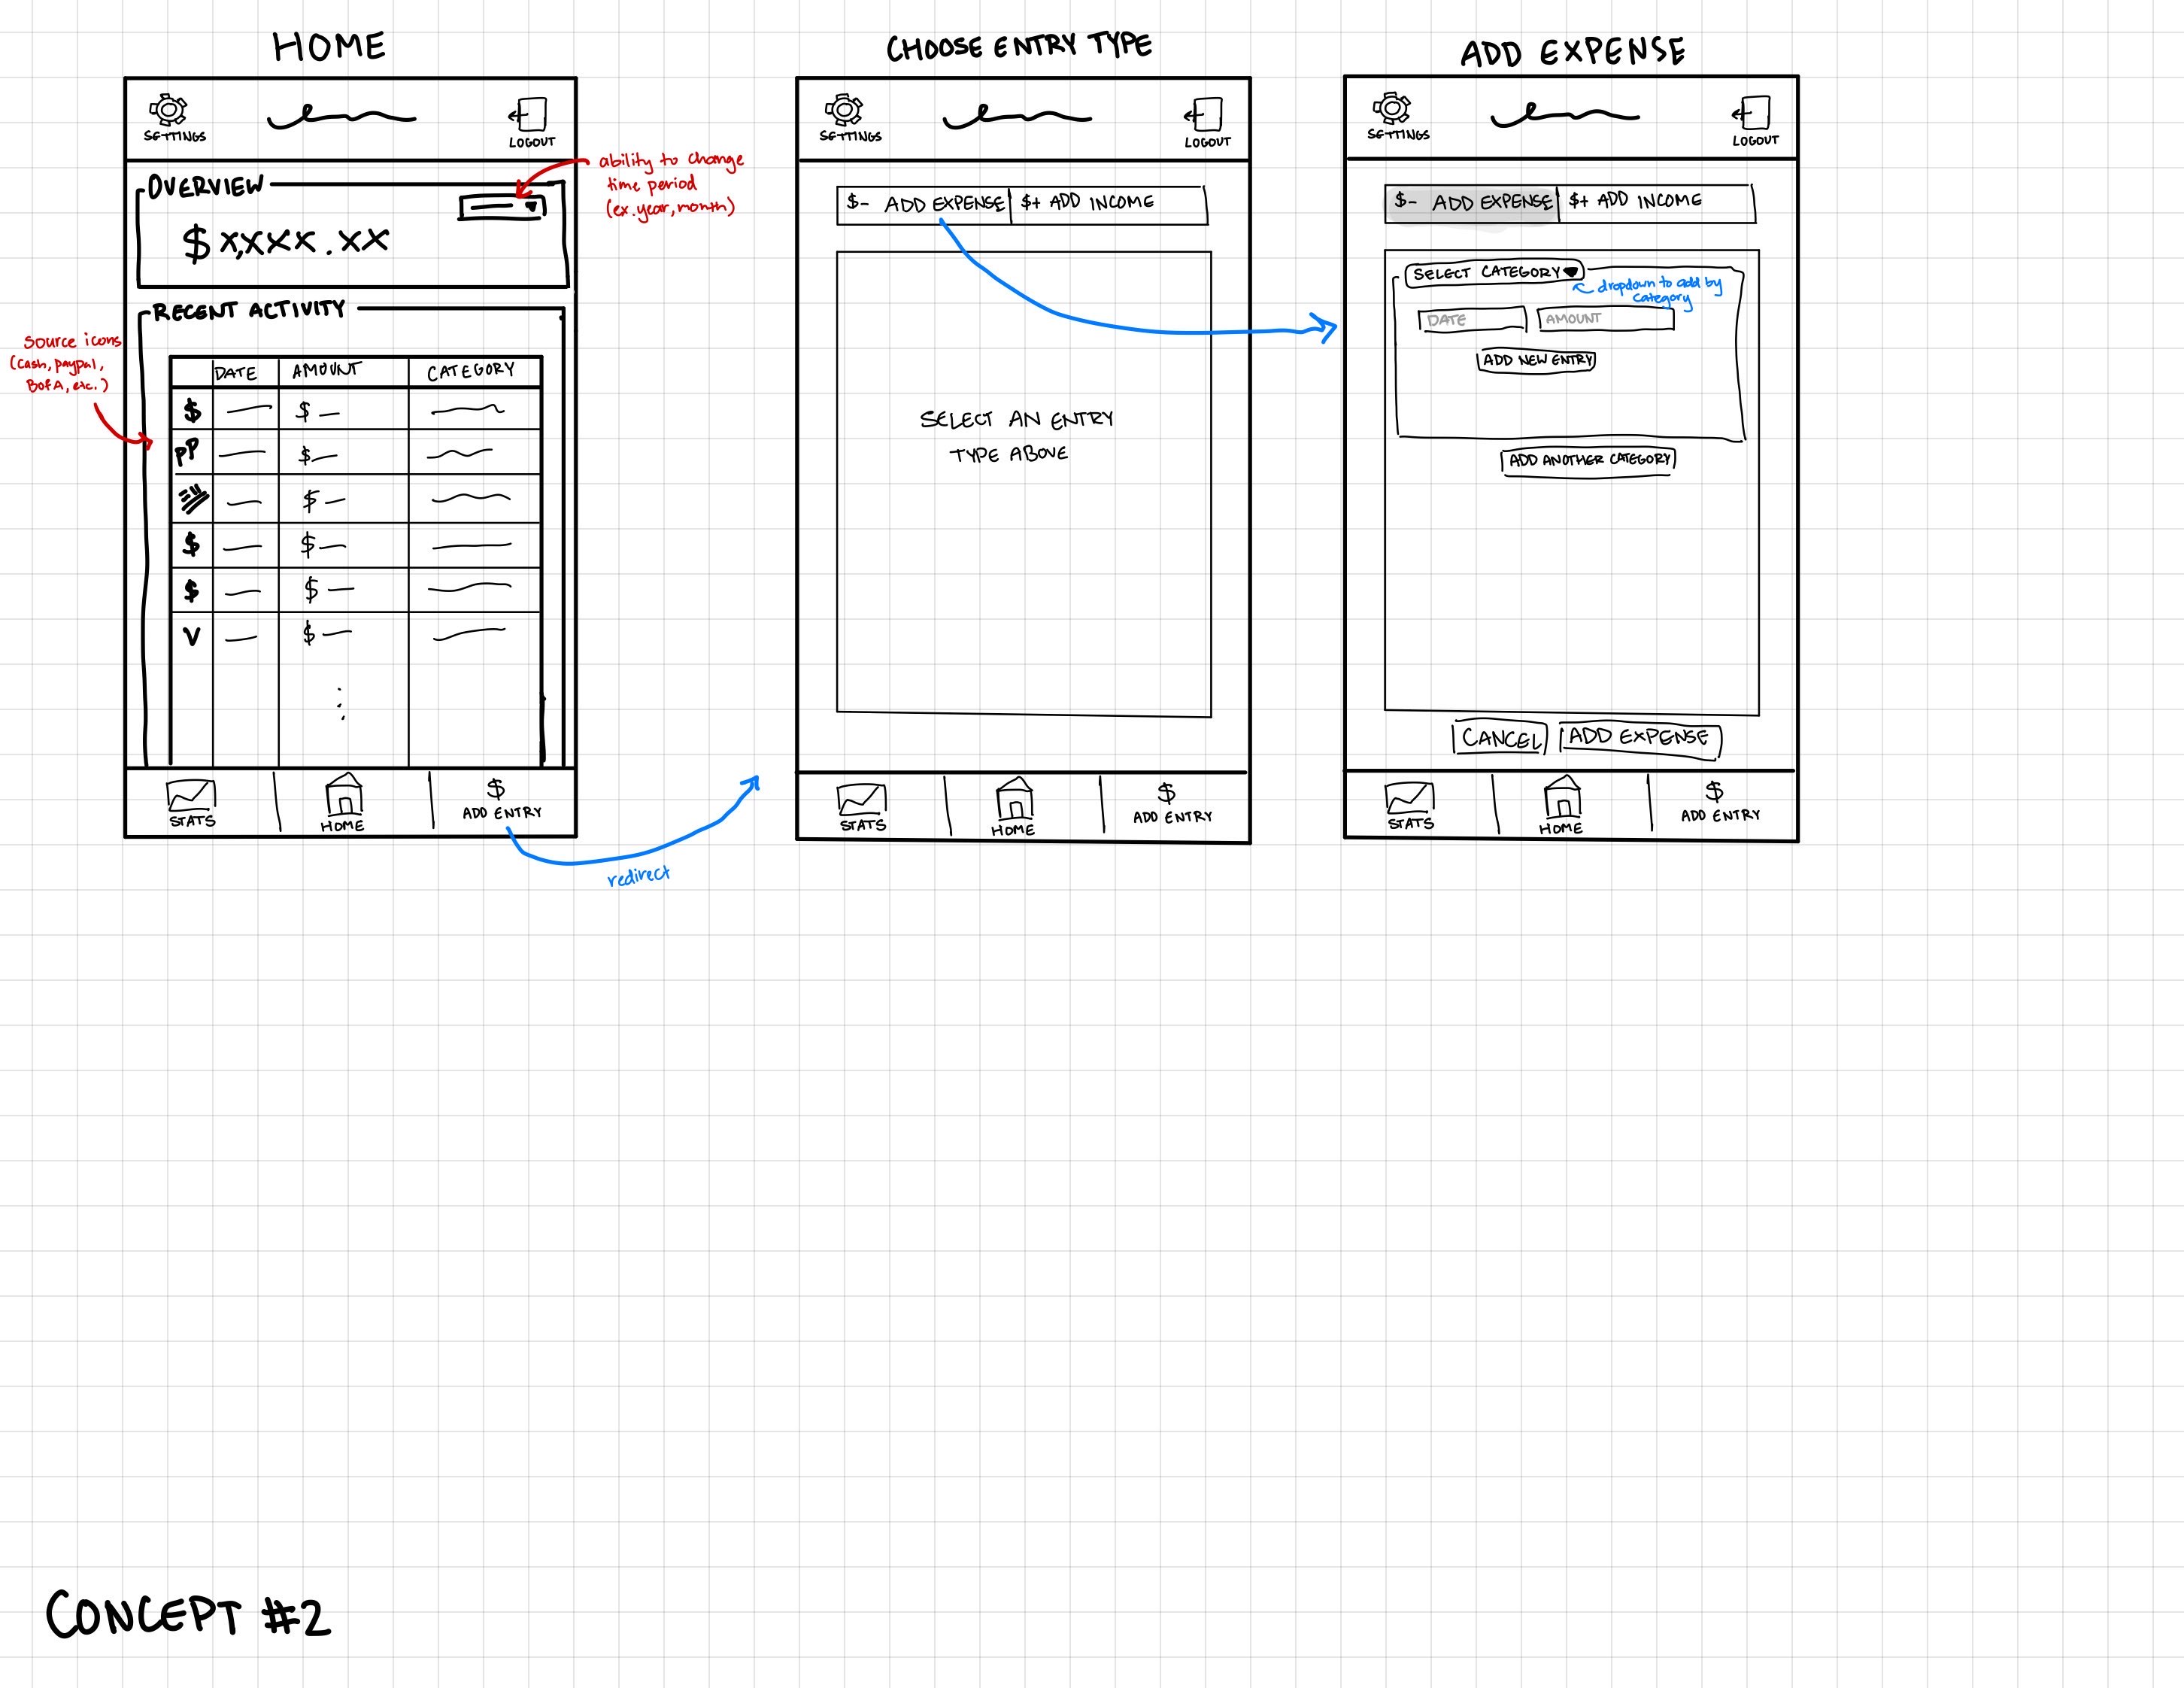 HOME
SETTINGS
LOGOUT
OVERVIEW
$ x,xxx.xx
ability to change
time period
(ex. year, month)
RECENT ACTIVITY
source icons
(cash, paypal,
BofA, etc.)
DATE AMOUNT CATEGORY
$ $
PP $
$
$ $
$ $
V $
STATS
HOME
$
ADD ENTRY
redirect
CHOOSE ENTRY TYPE
SETTINGS
LOGOUT
$- ADD EXPENSE $+ ADD INCOME
SELECT AN ENTRY
TYPE ABOVE
STATS
HOME
$
ADD ENTRY
ADD EXPENSE
SETTINGS
LOGOUT
$- ADD EXPENSE $+ ADD INCOME
SELECT CATEGORY
dropdown to add by
category
DATE AMOUNT
ADD NEW ENTRY
ADD ANOTHER CATEGORY
CANCEL ADD EXPENSE
STATS
HOME
$
ADD ENTRY
CONCEPT #2